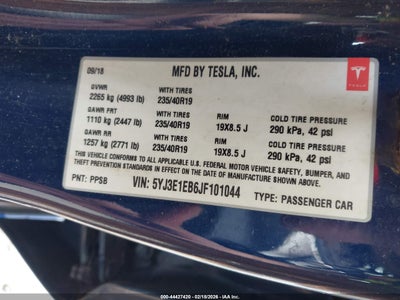 09/18
MFD BY TESLA, INC.
TESLA
GVWR
2265 kg (4993 lb)
WITH TIRES
235/40R19
GAWR FRT
1110 kg (2447 lb)
WITH TIRES
235/40R19
RIM
19X8.5 J
COLD TIRE PRESSURE
290 kPa, 42 psi
GAWR RR
1257 kg (2771 lb)
WITH TIRES
235/40R19
RIM
19X8.5 J
COLD TIRE PRESSURE
290 kPa, 42 psi
THIS VEHICLE CONFORMS TO ALL APPLICABLE U.S. FEDERAL MOTOR VEHICLE SAFETY, BUMPER, AND
THEFT PREVENTION STANDARDS IN EFFECT ON THE DATE OF MANUFACTURE SHOWN ABOVE.
PNT: PPSB
VIN: 5YJ3E1EB6JF101044
TYPE: PASSENGER CAR
000-44427420 - 02/18/2026 - IAA Inc.